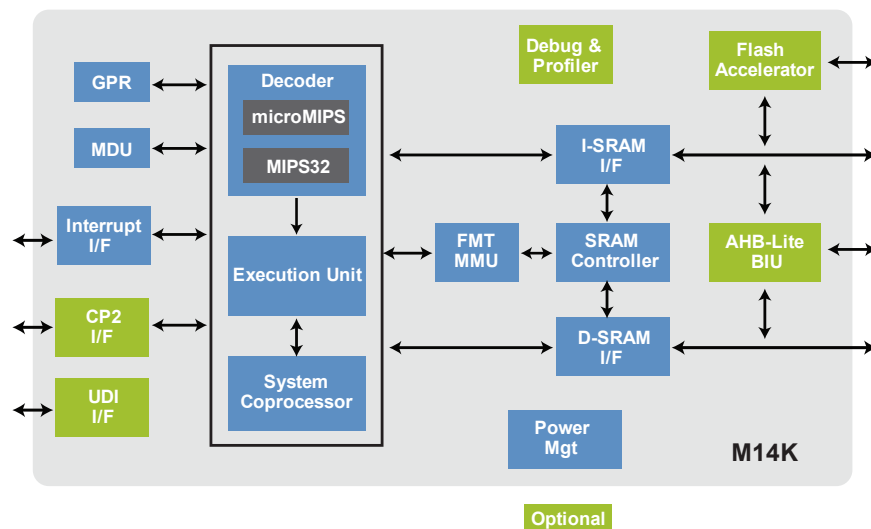 GPR
MDU
Interrupt
I/F
CP2
I/F
UDI
I/F
Decoder
microMIPS
MIPS32
Execution Unit
System
Coprocessor
Debug &
Profiler
Flash
Accelerator
I-SRAM
I/F
FMT
MMU
SRAM
Controller
AHB-Lite
BIU
D-SRAM
I/F
Power
Mgt
M14K
Optional